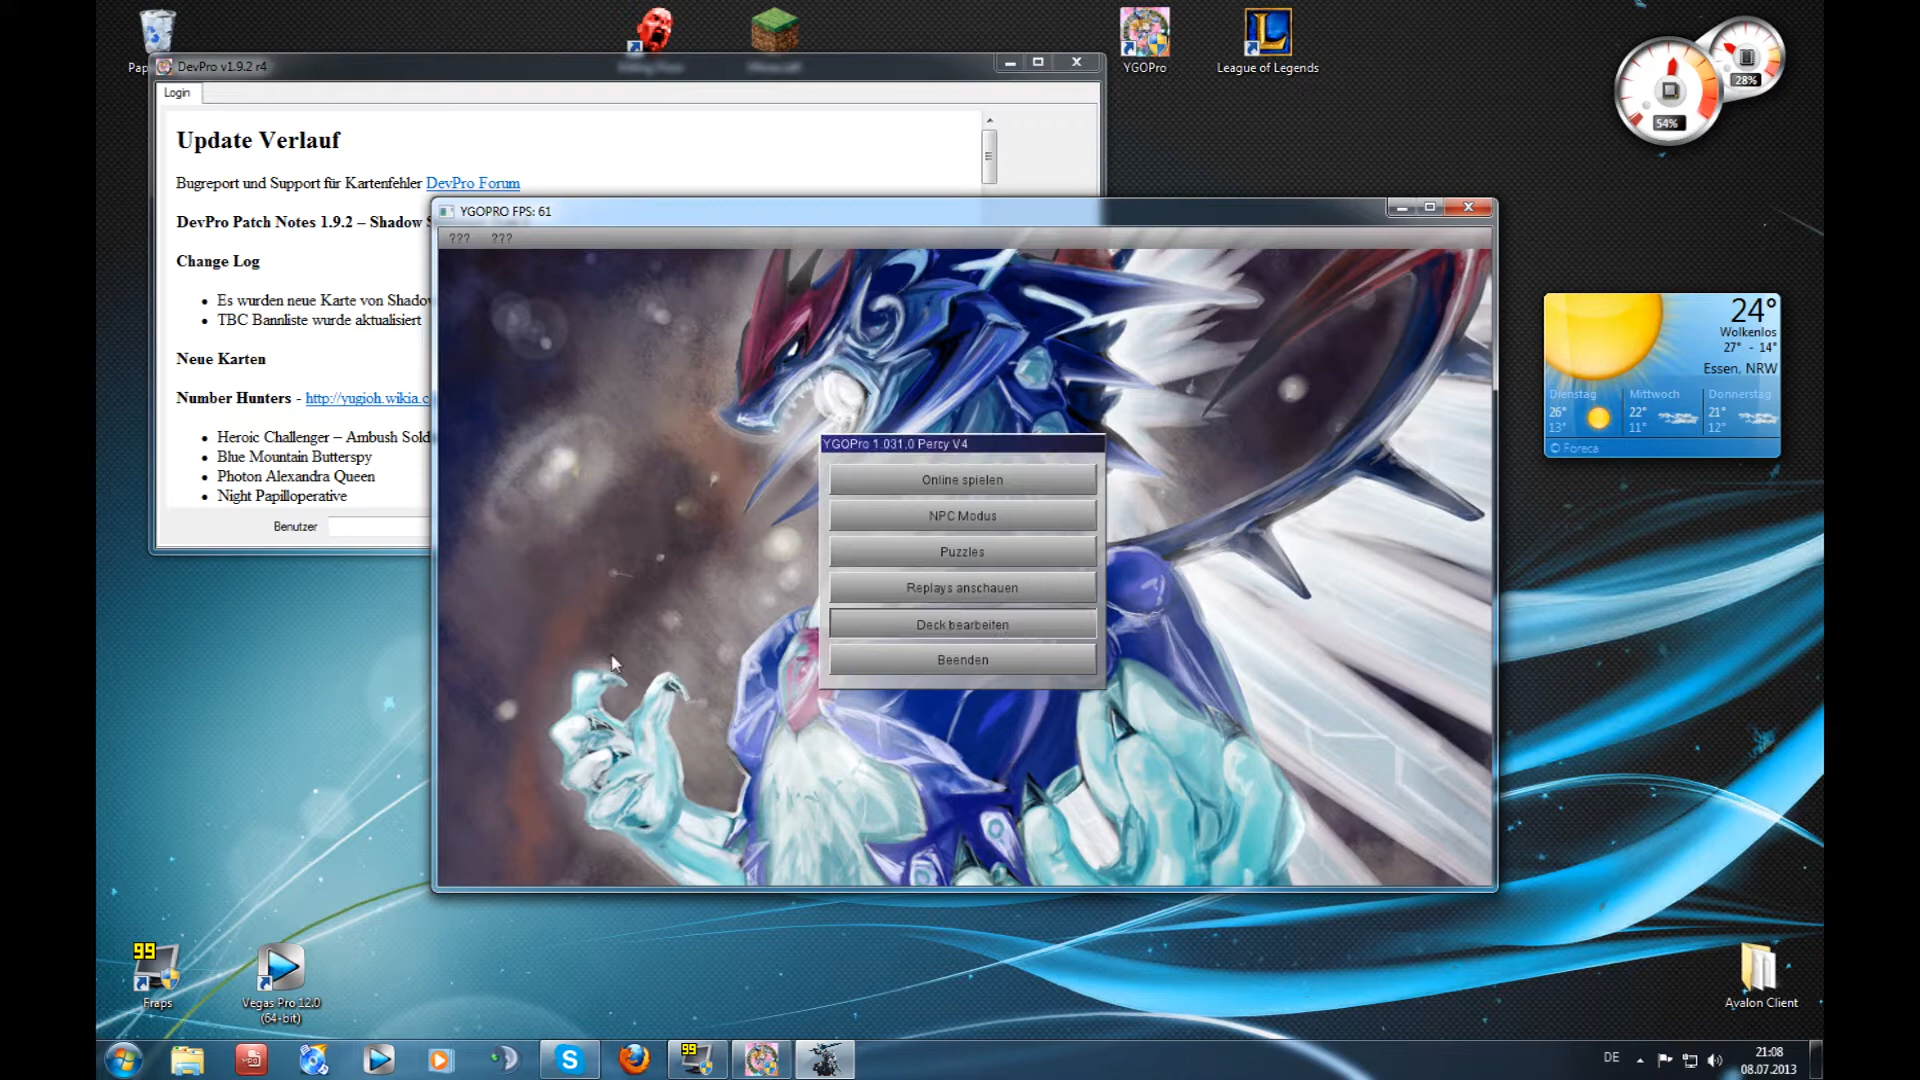 Pap
YGOPro
League of Legends
28%
54%
DevPro v1.9.2 r4
Login
Update Verlauf
Bugreport und Support für Kartenfehler DevPro Forum
DevPro Patch Notes 1.9.2 – Shadow S
Change Log
Es wurden neue Karte von Shadow
TBC Bannliste wurde aktualisiert
Neue Karten
Number Hunters - http://yugioh.wikia.c
Heroic Challenger – Ambush Sold
Blue Mountain Butterspy
Photon Alexandra Queen
Night Papilloperative
Benutzer
YGOPRO FPS: 61
??? ???
YGOPro 1.031.0 Percy V4
Online spielen
NPC Modus
Puzzles
Replays anschauen
Deck bearbeiten
Beenden
24°
Wolkenlos
27° - 14°
Essen, NRW
Dienstag Mittwoch Donnerstag
26° 22° 21°
13° 11° 12°
© Foreca
99
Fraps
Vegas Pro 12.0
(64-bit)
Avalon Client
99
DE
21:08
08.07.2013